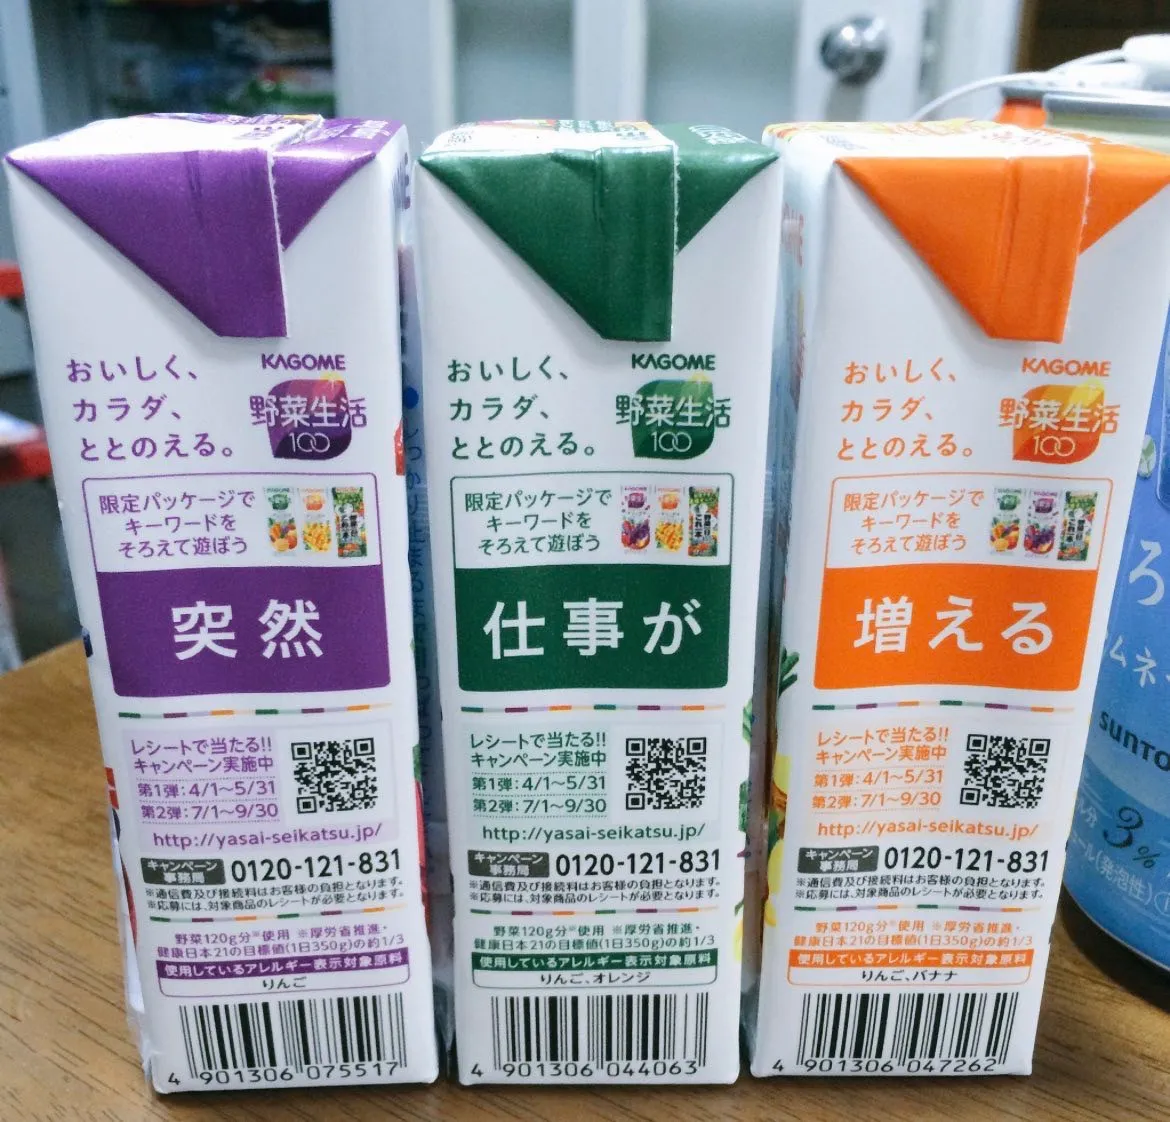 おいしく、
カラダ、
ととのえる。
KAGOME
野菜生活
100
限定パッケージで
キーワードを
そろえて遊ぼう
突然
レシートで当たる!!
キャンペーン実施中
第1弾:4/1～5/31
第2弾:7/1～9/30
http://yasai-seikatsu.jp/
キャンペーン
事務局
0120-121-831
※通信費及び接続料はお客様の負担となります。
※応募には、対象商品のレシートが必要となります。
野菜120g分※使用 ※厚労省推進・
健康日本21の目標値(1日350g)の約1/3
使用しているアレルギー表示対象原料
りんご
4 901306 075517
おいしく、
カラダ、
ととのえる。
KAGOME
野菜生活
100
限定パッケージで
キーワードを
そろえて遊ぼう
仕事が
レシートで当たる!!
キャンペーン実施中
第1弾:4/1～5/31
第2弾:7/1～9/30
http://yasai-seikatsu.jp/
キャンペーン
事務局
0120-121-831
※通信費及び接続料はお客様の負担となります。
※応募には、対象商品のレシートが必要となります。
野菜120g分※使用 ※厚労省推進・
健康日本21の目標値(1日350g)の約1/3
使用しているアレルギー表示対象原料
りんご、オレンジ
4 901306 044063
おいしく、
カラダ、
ととのえる。
KAGOME
野菜生活
100
限定パッケージで
キーワードを
そろえて遊ぼう
増える
レシートで当たる!!
キャンペーン実施中
第1弾:4/1～5/31
第2弾:7/1～9/30
http://yasai-seikatsu.jp/
キャンペーン
事務局
0120-121-831
※通信費及び接続料はお客様の負担となります。
※応募には、対象商品のレシートが必要となります。
野菜120g分※使用 ※厚労省推進・
健康日本21の目標値(1日350g)の約1/3
使用しているアレルギー表示対象原料
りんご、バナナ
4 901306 047262
ろ
ムネ
SUNTO
3%
ール(発泡性)①